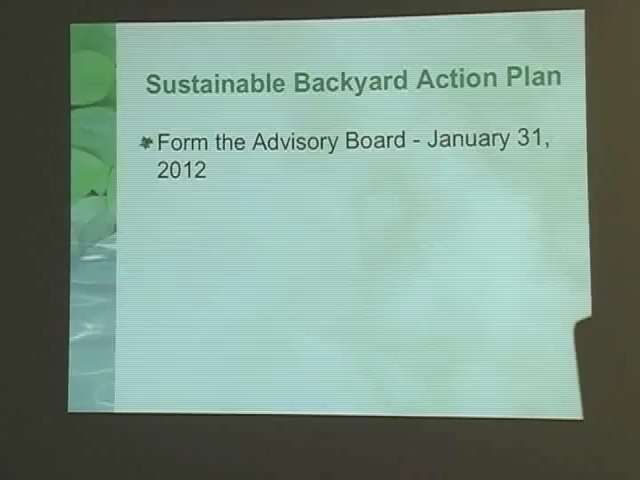 Sustainable Backyard Action Plan
Form the Advisory Board - January 31,
2012